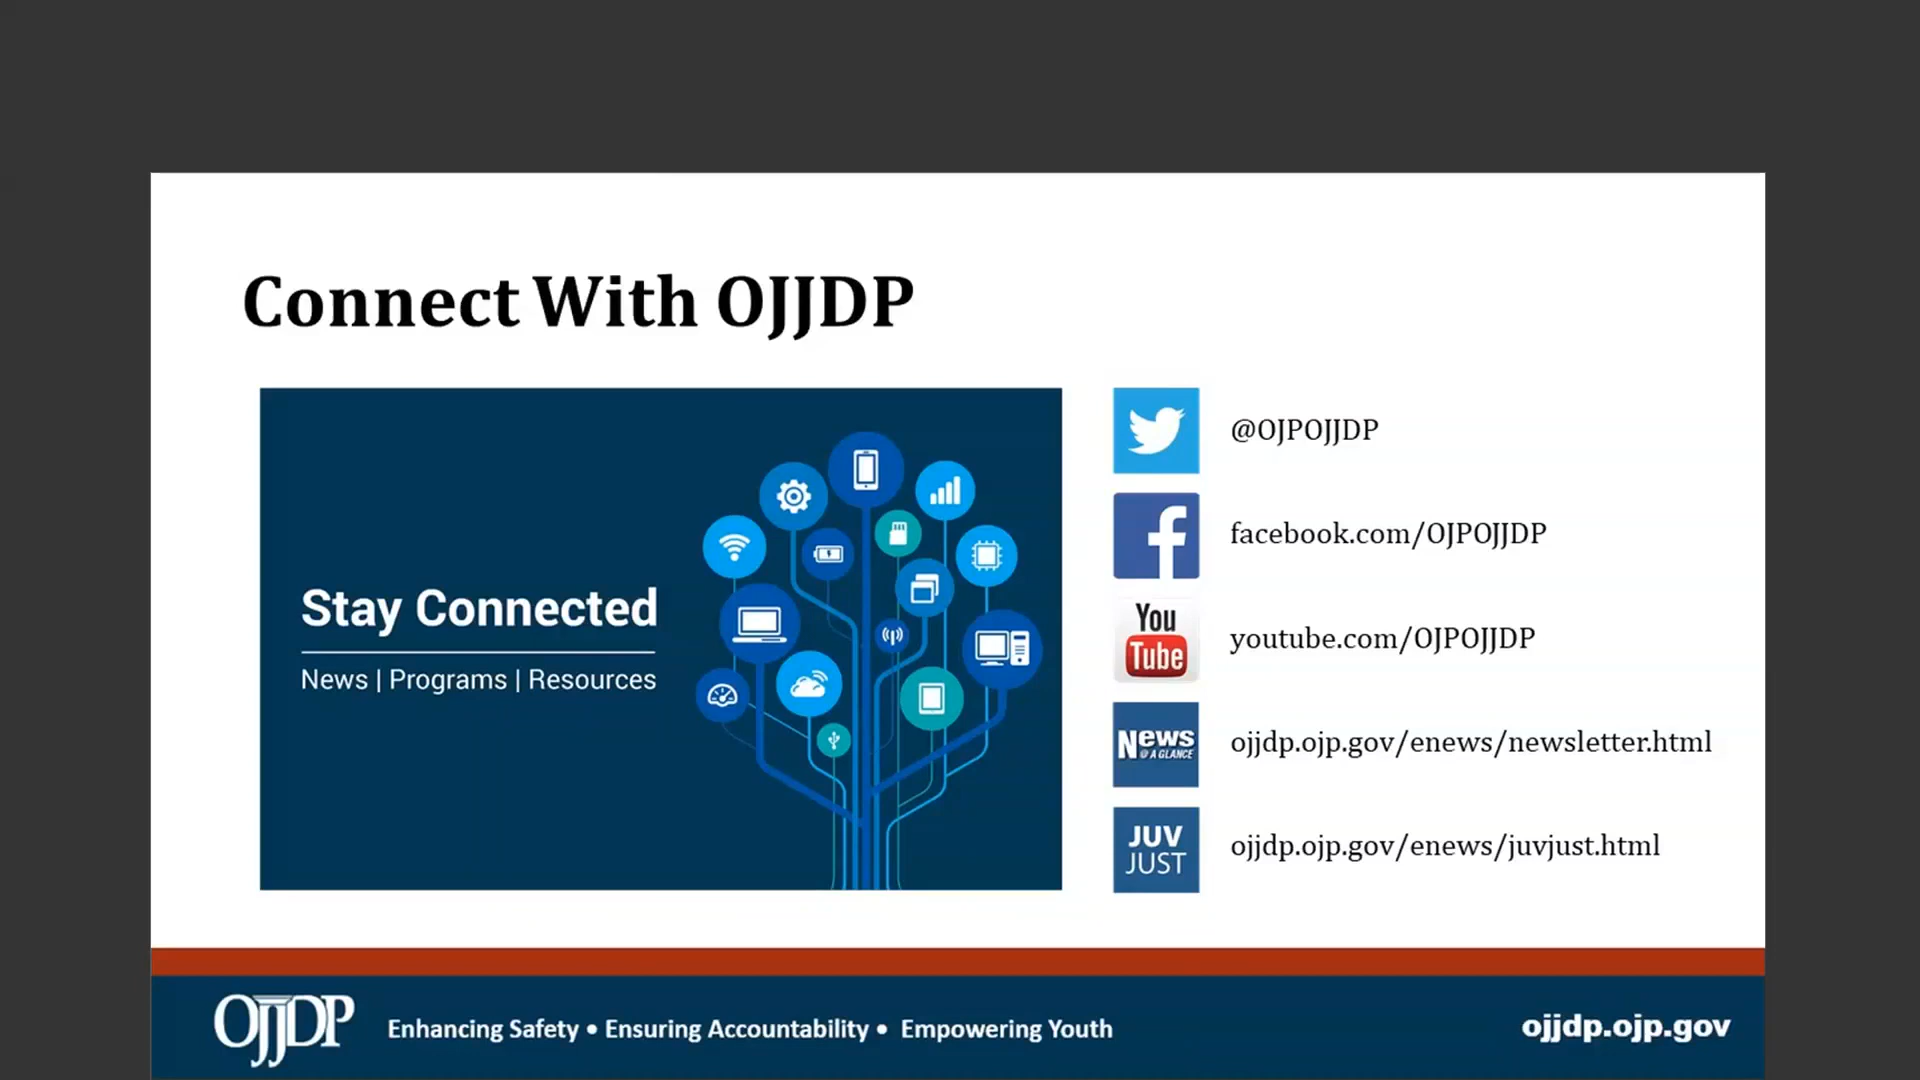 Connect With OJJDP
Stay Connected
News | Programs | Resources
@OJPOJJDP
facebook.com/OJPOJJDP
You
Tube
youtube.com/OJPOJJDP
News
@ A GLANCE
ojjdp.ojp.gov/enews/newsletter.html
JUV
JUST
ojjdp.ojp.gov/enews/juvjust.html
OJJDP
Enhancing Safety • Ensuring Accountability • Empowering Youth
ojjdp.ojp.gov